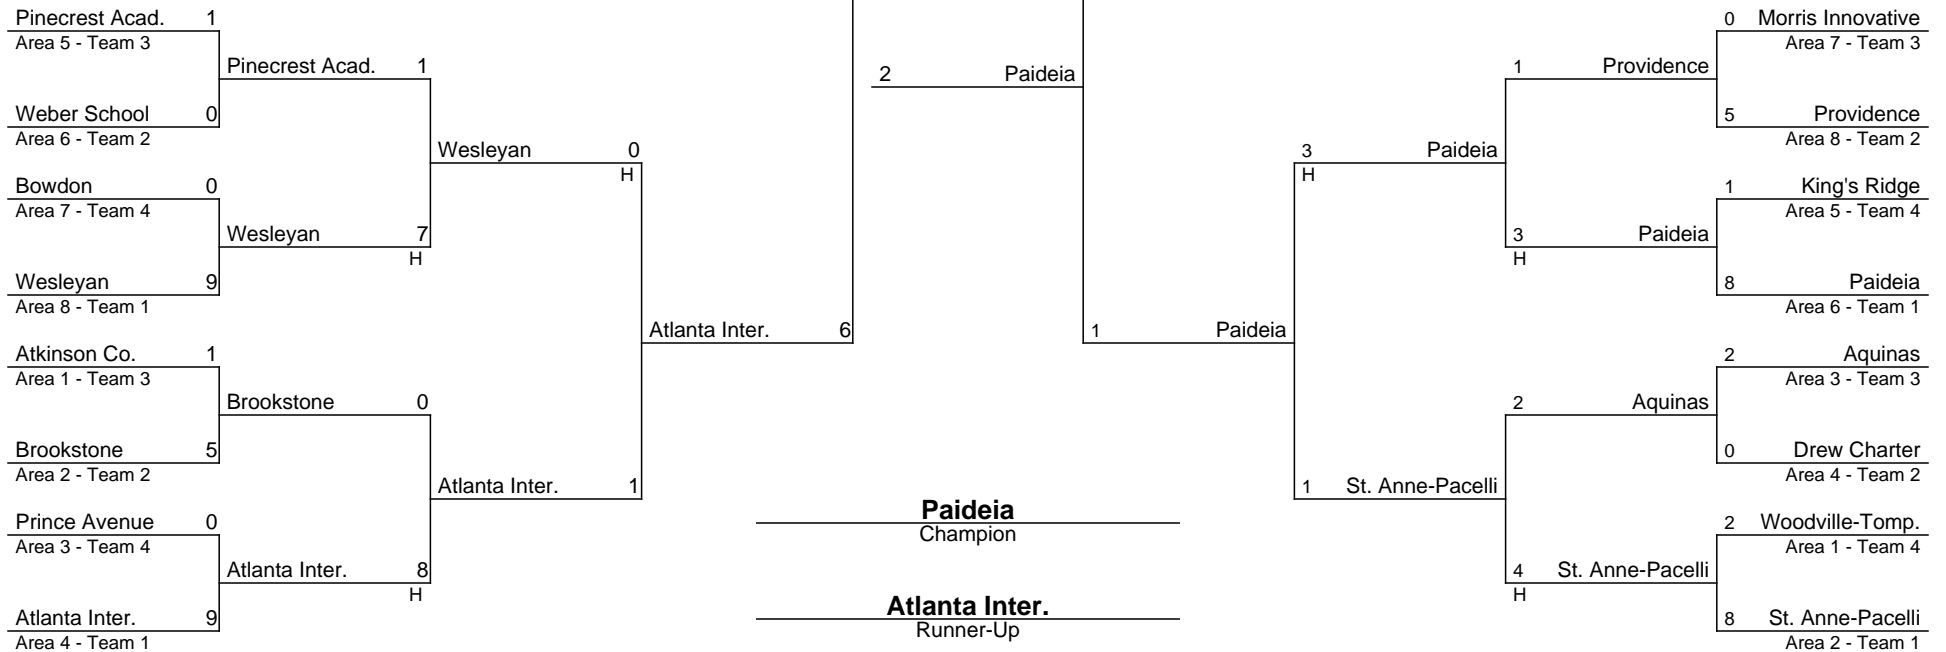 Pinecrest Acad. 1
Area 5 - Team 3
Weber School 0
Area 6 - Team 2
Bowdon 0
Area 7 - Team 4
Wesleyan 9
Area 8 - Team 1
Atkinson Co. 1
Area 1 - Team 3
Brookstone 5
Area 2 - Team 2
Prince Avenue 0
Area 3 - Team 4
Atlanta Inter. 9
Area 4 - Team 1
Pinecrest Acad. 1
Wesleyan 7
H
Brookstone 0
Atlanta Inter. 8
H
Wesleyan 0
H
Atlanta Inter. 1
Atlanta Inter. 6
2 Paideia
Paideia
Champion
Atlanta Inter.
Runner-Up
1 Paideia
3 Paideia
H
1 St. Anne-Pacelli
1 Providence
3 Paideia
H
2 Aquinas
4 St. Anne-Pacelli
H
0 Morris Innovative
Area 7 - Team 3
5 Providence
Area 8 - Team 2
1 King's Ridge
Area 5 - Team 4
8 Paideia
Area 6 - Team 1
2 Aquinas
Area 3 - Team 3
0 Drew Charter
Area 4 - Team 2
2 Woodville-Tomp.
Area 1 - Team 4
8 St. Anne-Pacelli
Area 2 - Team 1